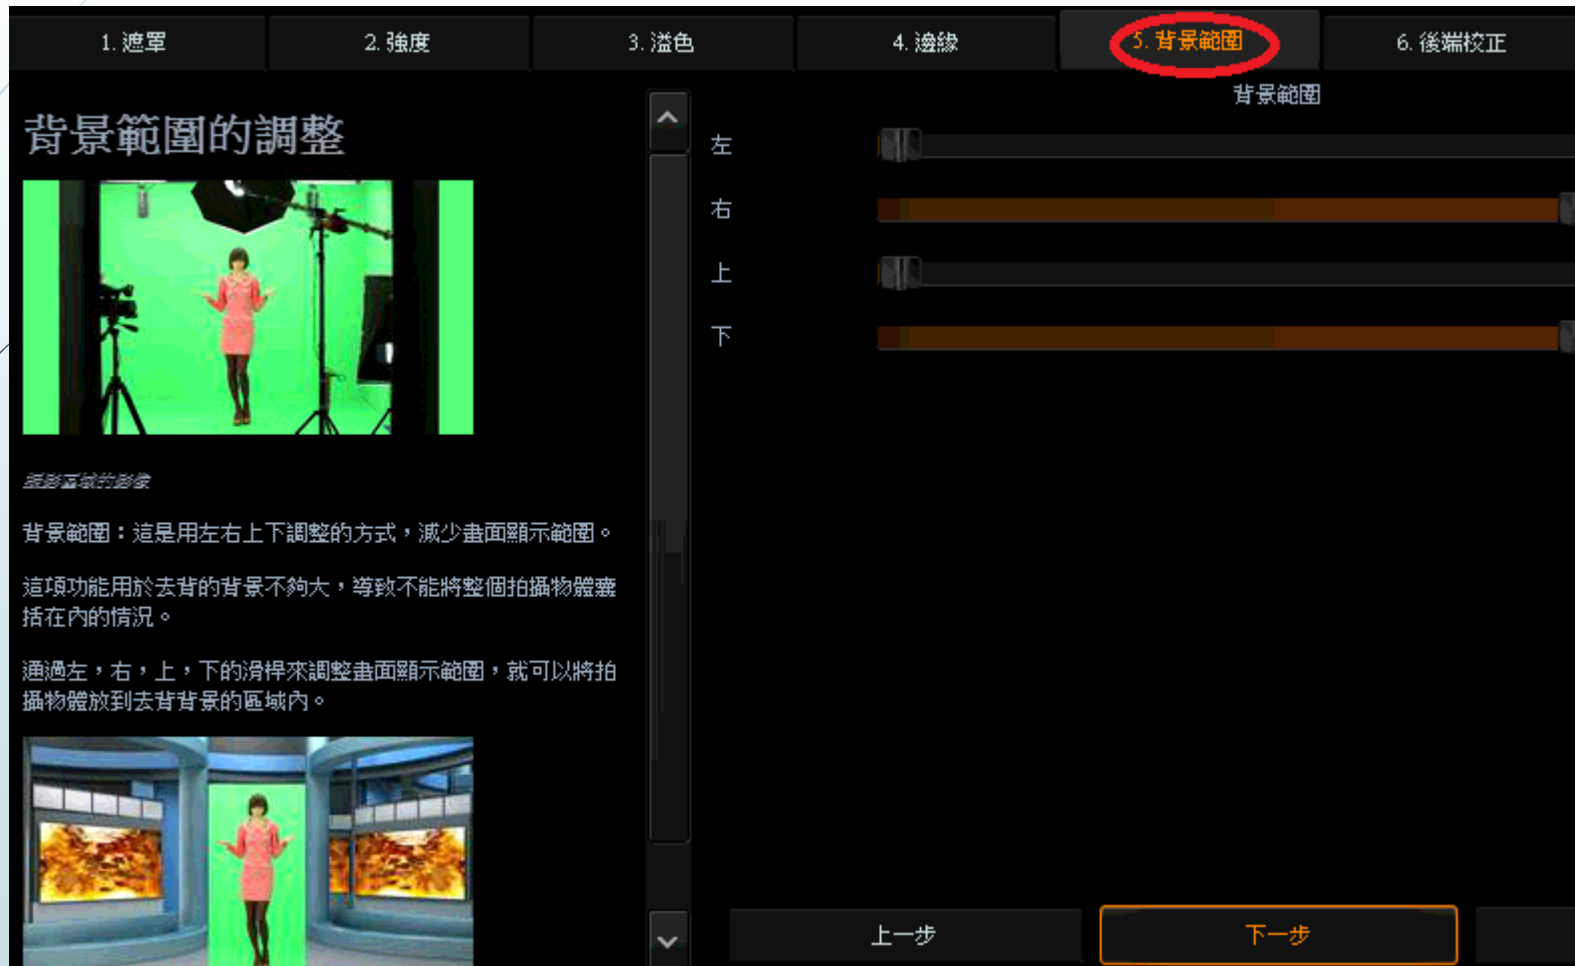 1. 遮罩
2. 強度
3. 溢色
4. 邊緣
5. 背景範圍
6. 後端校正
背景範圍的調整
攝影區域的影像
背景範圍：這是用左右上下調整的方式，減少畫面顯示範圍。
這項功能用於去背的背景不夠大，導致不能將整個拍攝物體囊
括在內的情況。
通過左，右，上，下的滑桿來調整畫面顯示範圍，就可以將拍
攝物體放到去背背景的區域內。
背景範圍
左
右
上
下
上一步
下一步